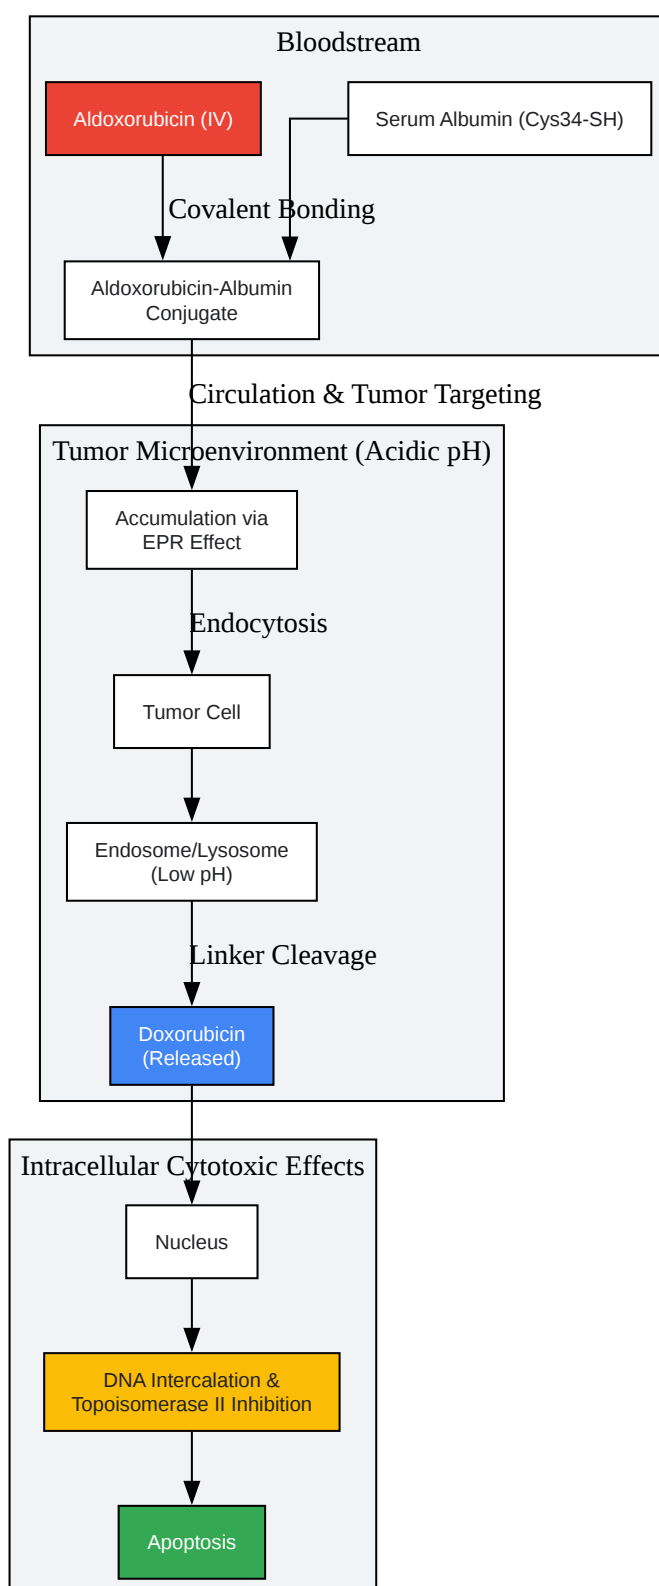 Bloodstream
Aldoxorubicin (IV)
Serum Albumin (Cys34-SH)
Covalent Bonding
Aldoxorubicin-Albumin
Conjugate
Circulation & Tumor Targeting
Tumor Microenvironment (Acidic pH)
Accumulation via
EPR Effect
Endocytosis
Tumor Cell
Endosome/Lysosome
(Low pH)
Linker Cleavage
Doxorubicin
(Released)
Intracellular Cytotoxic Effects
Nucleus
DNA Intercalation &
Topoisomerase II Inhibition
Apoptosis